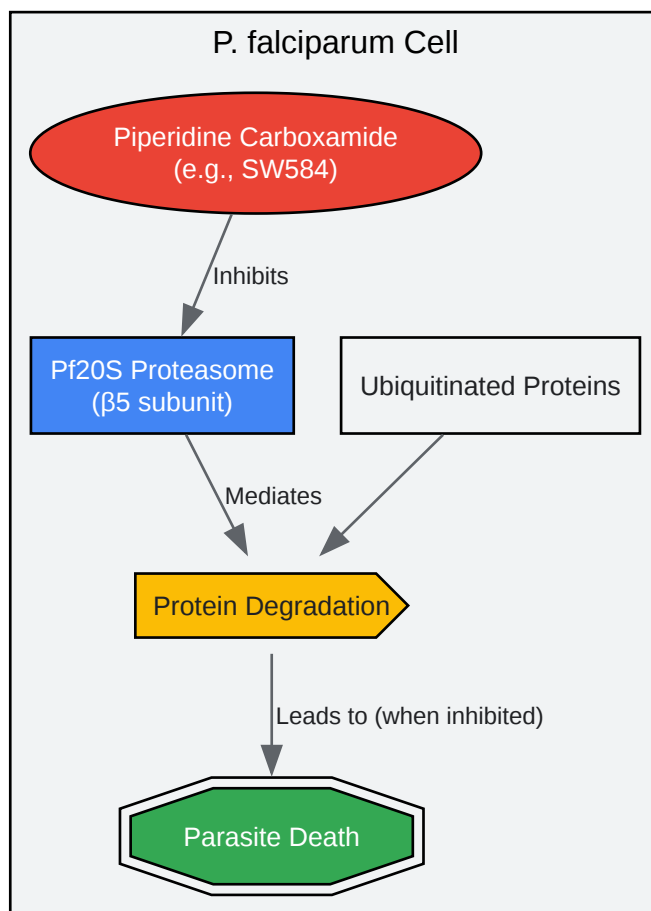 P. falciparum Cell
Piperidine Carboxamide
(e.g., SW584)
Inhibits
Pf20S Proteasome
(β5 subunit)
Ubiquitinated Proteins
Mediates
Protein Degradation
Leads to (when inhibited)
Parasite Death